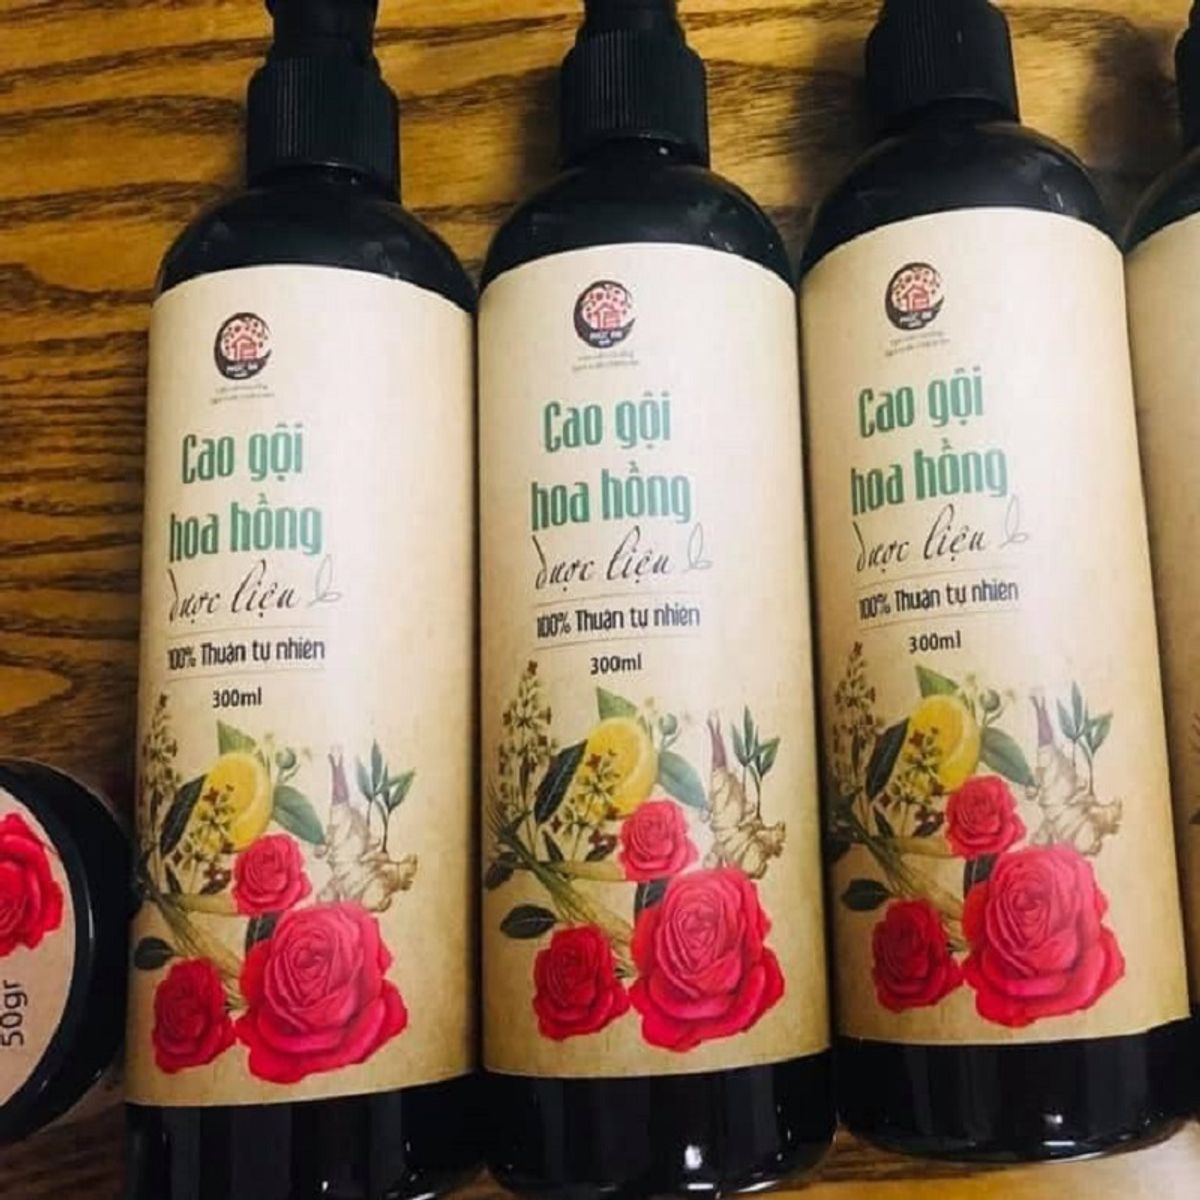 Cao gội
hoa hồng
dược liệu
100% Thuần tự nhiên
300ml
Cao gội
hoa hồng
dược liệu
100% Thuần tự nhiên
300ml
Cao gội
hoa hồng
dược liệu
100% Thuần tự nhiên
300ml
50gr